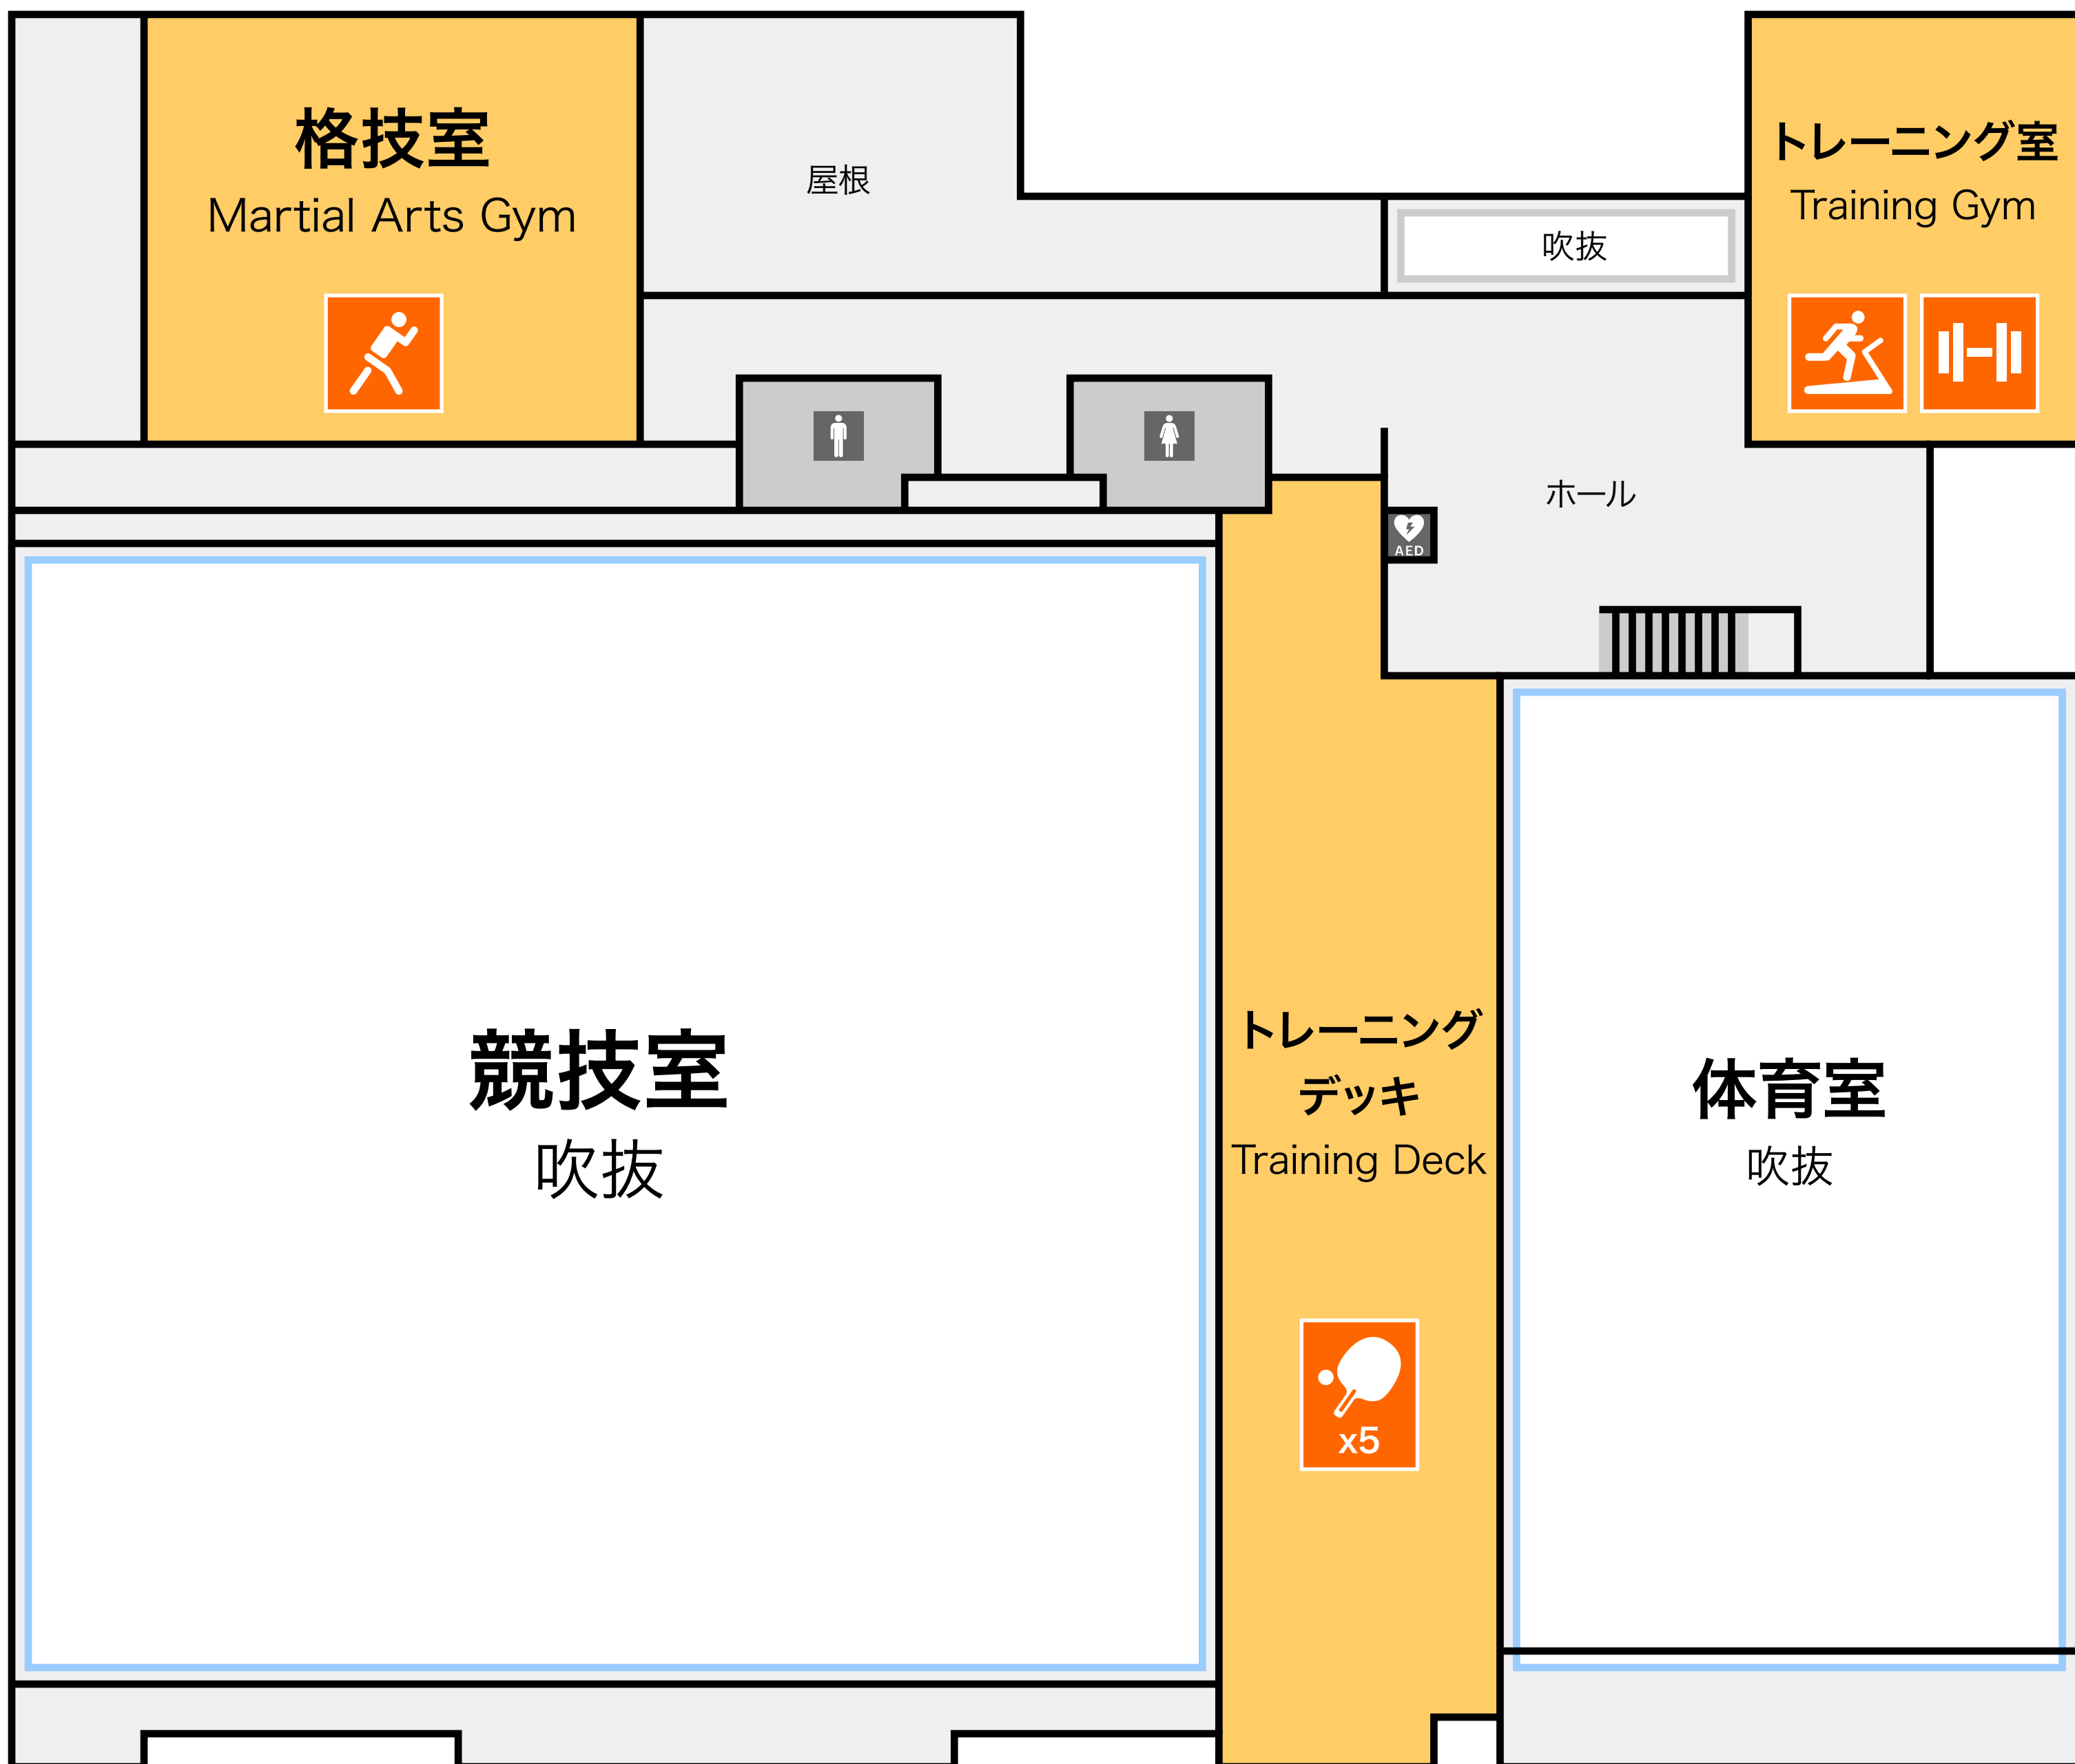 格技室
Martial Arts Gym
屋根
吹抜
トレーニング室
Training Gym
ホール
AED
競技室
吹抜
トレーニング
デッキ
Training Deck
x5
体育室
吹抜